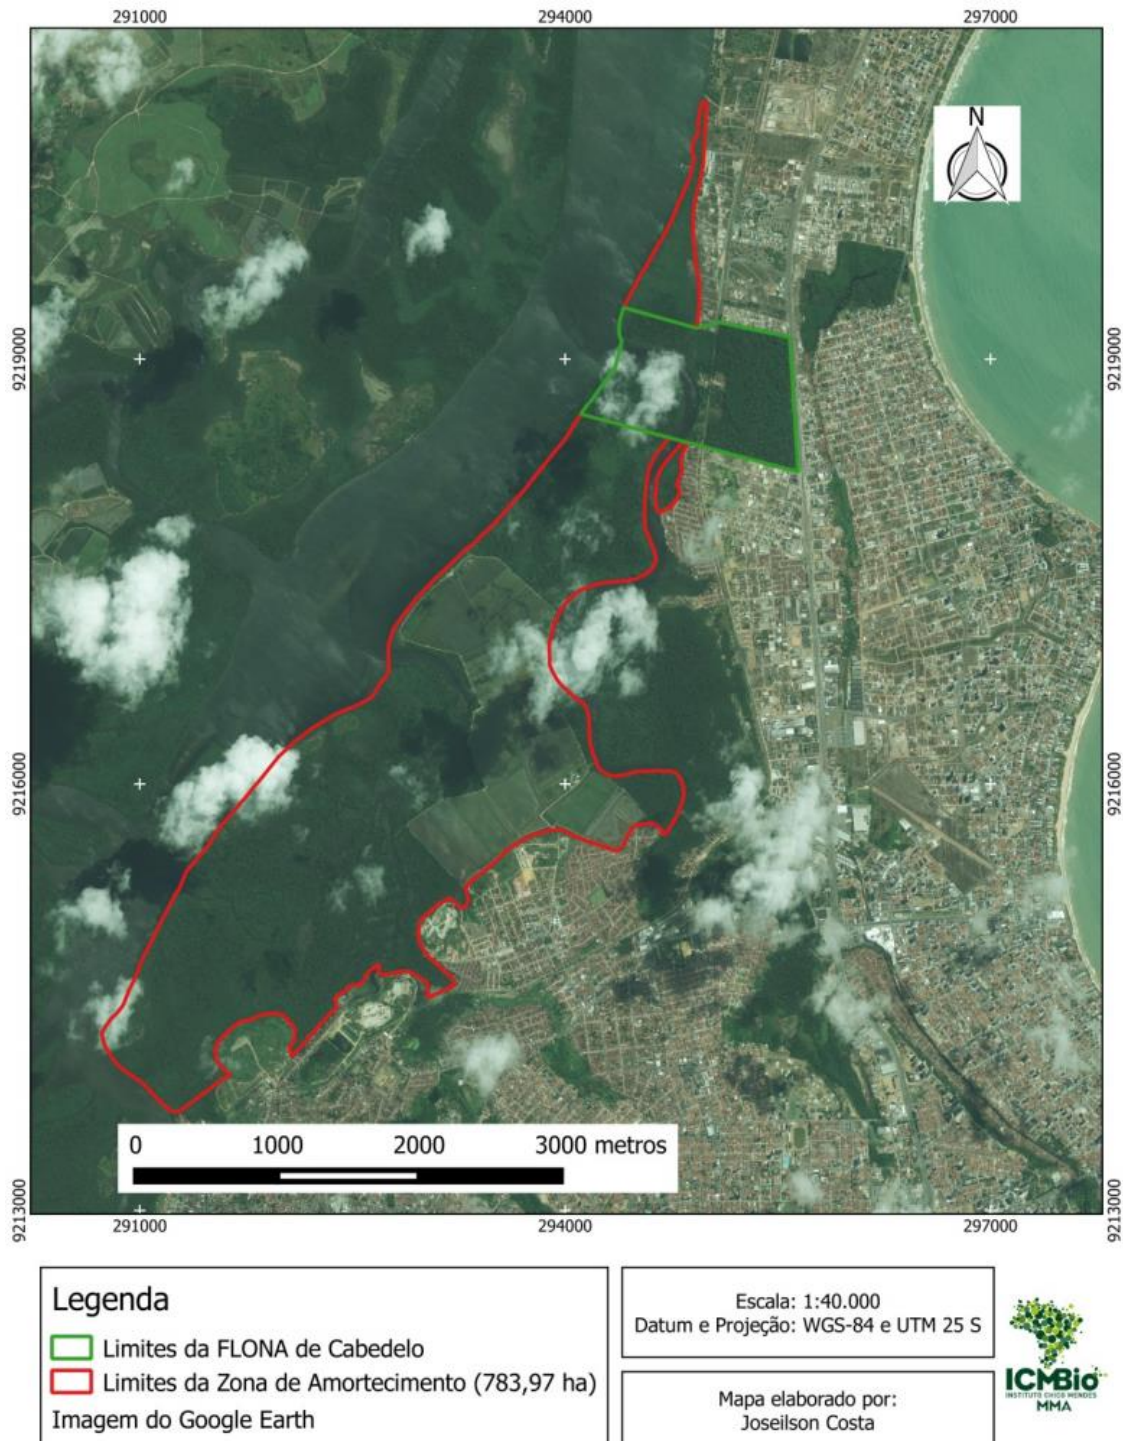 291000 294000 297000
N
9219000 9219000
9216000 9216000
0 1000 2000 3000 metros
9213000 9213000
291000 294000 297000
Legenda
Limites da FLONA de Cabedelo
Limites da Zona de Amortecimento (783,97 ha)
Imagem do Google Earth
Escala: 1:40.000
Datum e Projeção: WGS-84 e UTM 25 S
Mapa elaborado por:
Joseilson Costa
ICMBio
INSTITUTO CHICO MENDES
MMA